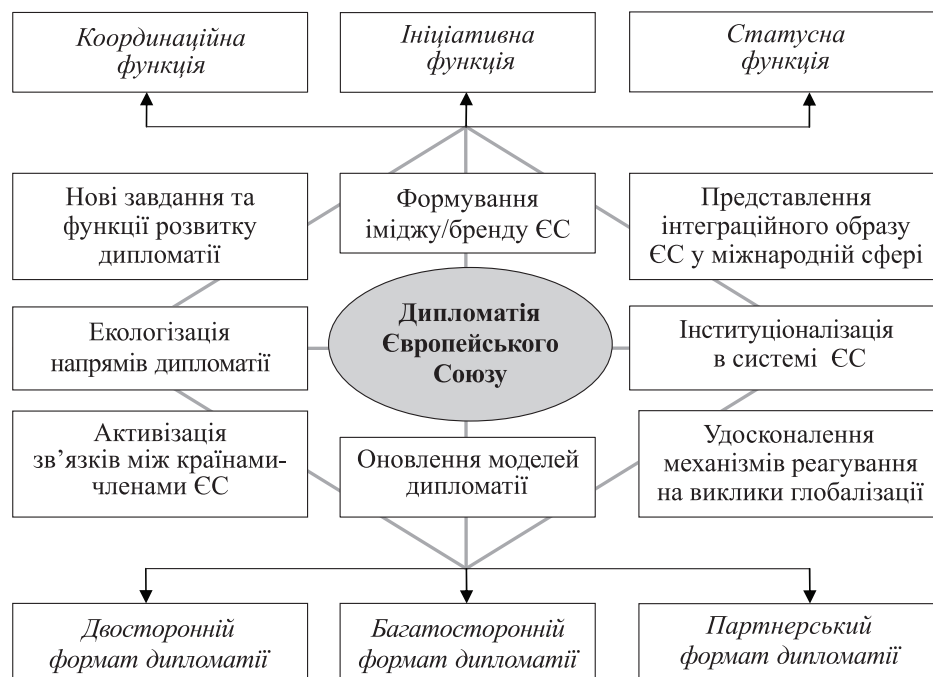 Координаційна
функція
Ініціативна
функція
Статусна
функція
Нові завдання та
функції розвитку
дипломатії
Формування
іміджу/бренду ЄС
Представлення
інтеграційного образу
ЄС у міжнародній сфері
Екологізація
напрямів дипломатії
Дипломатія
Європейського
Союзу
Інституціоналізація
в системі ЄС
Активізація
зв’язків між країнами-
членами ЄС
Оновлення моделей
дипломатії
Удосконалення
механізмів реагування
на виклики глобалізації
Двосторонній
формат дипломатії
Багатосторонній
формат дипломатії
Партнерський
формат дипломатії